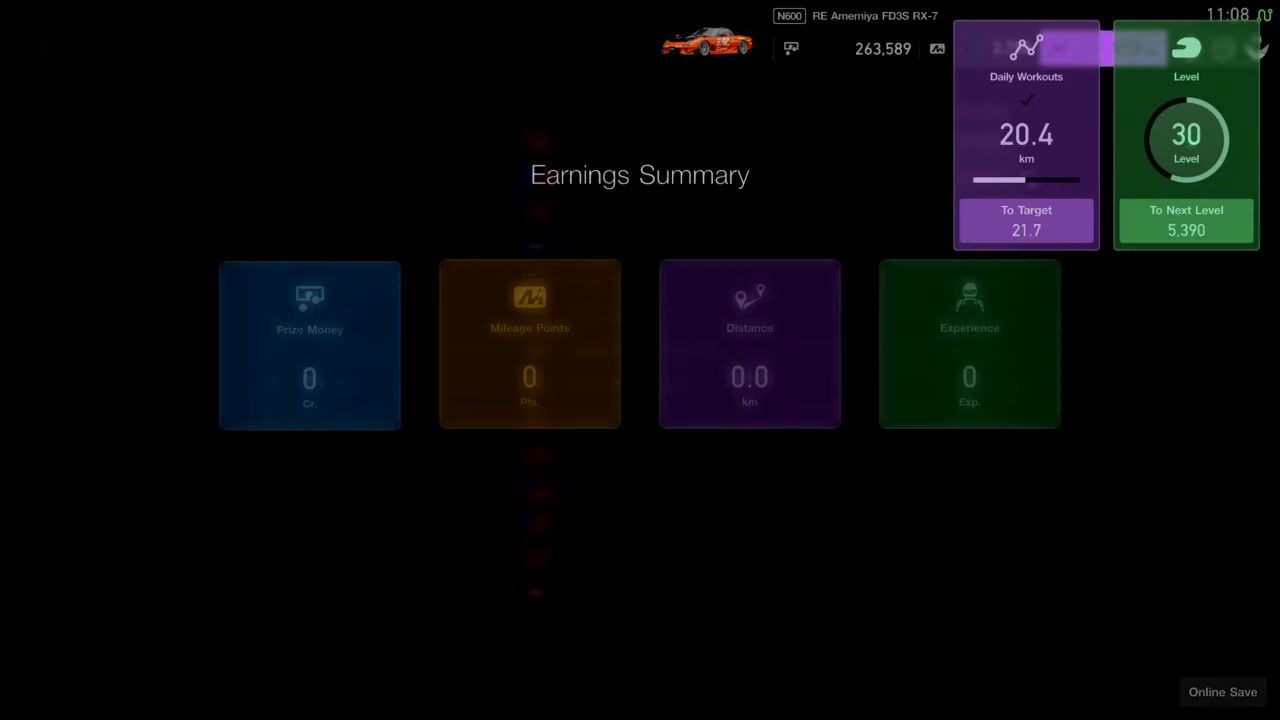 N600 RE Amemiya FD3S RX-7
11:08
263,589
Daily Workouts
20.4
km
To Target
21.7
Level
30
Level
To Next Level
5,390
Earnings Summary
Prize Money
0
Cr.
Mileage Points
0
Pts.
Distance
0.0
km
Experience
0
Exp.
Online Save